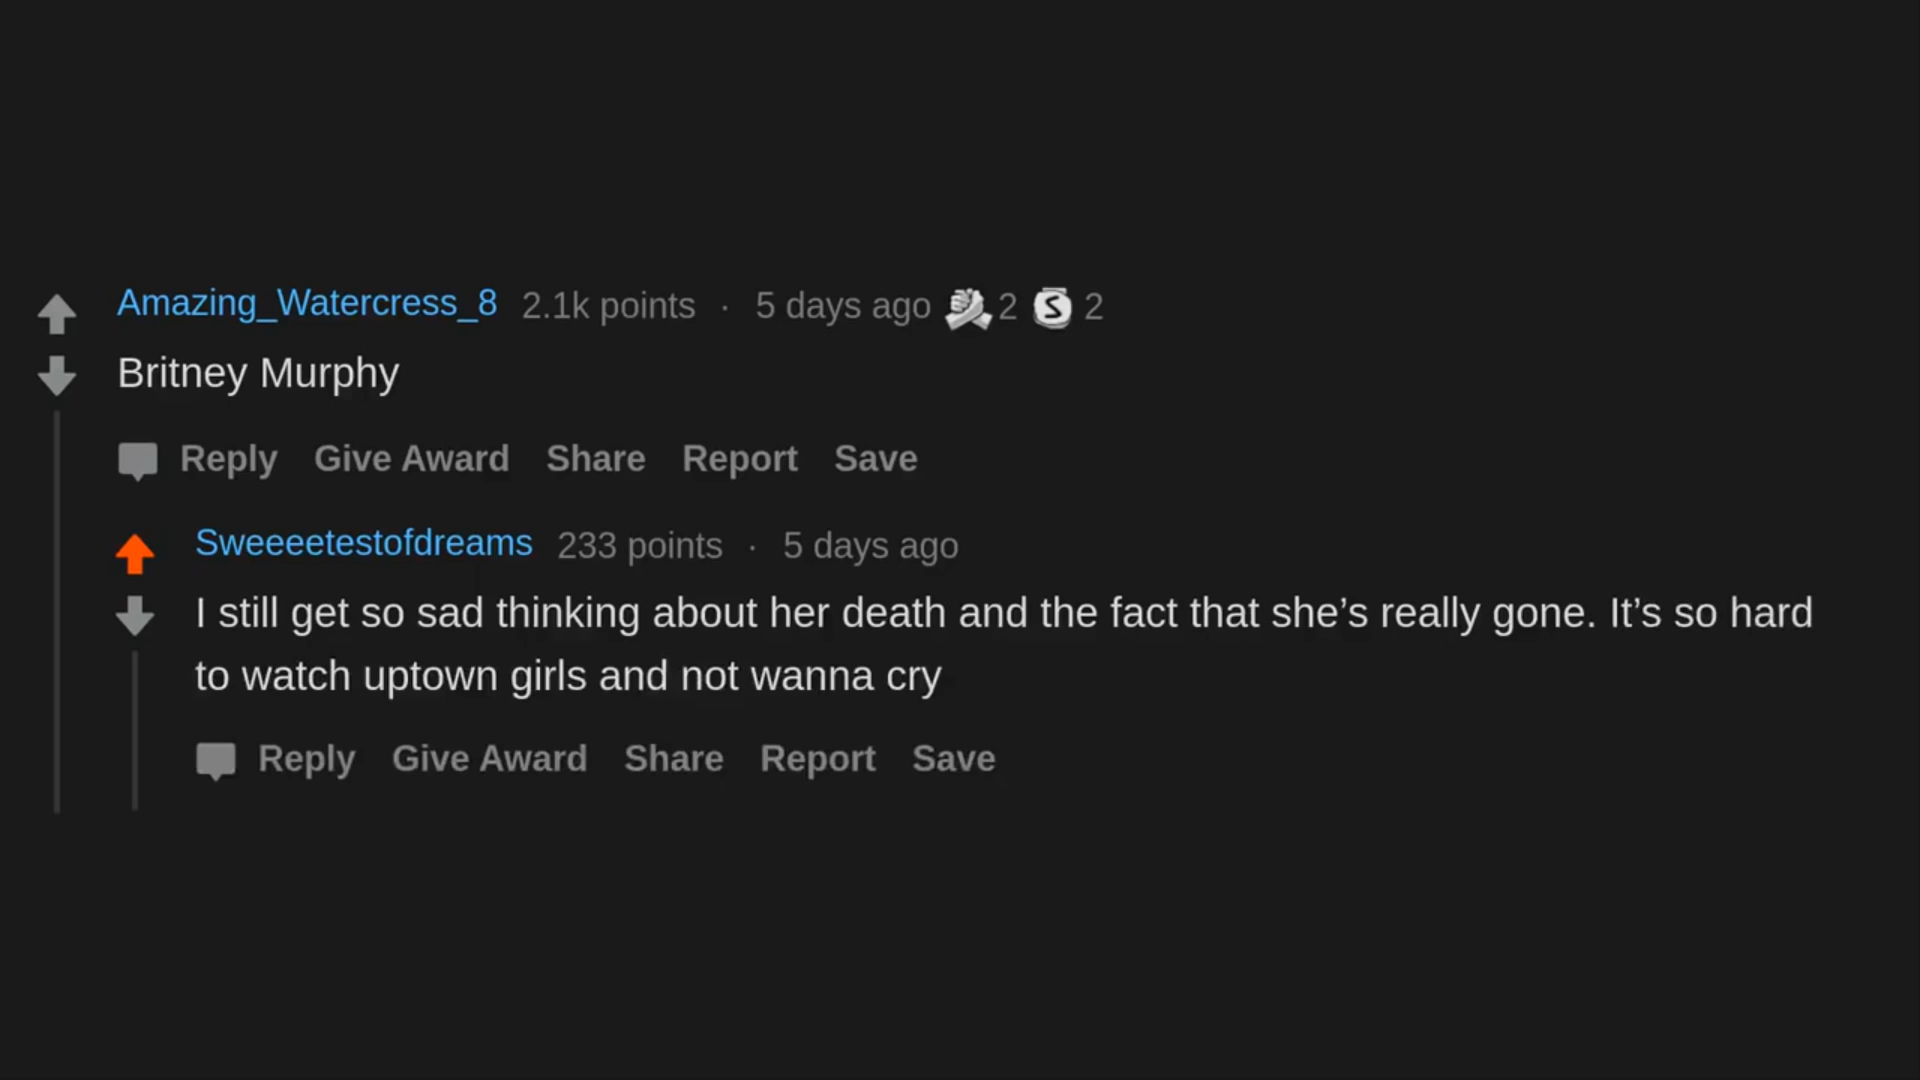 Amazing_Watercress_8 2.1k points · 5 days ago 2 S 2
Britney Murphy
Reply Give Award Share Report Save
Sweeeetestofdreams 233 points · 5 days ago
I still get so sad thinking about her death and the fact that she’s really gone. It’s so hard
to watch uptown girls and not wanna cry
Reply Give Award Share Report Save